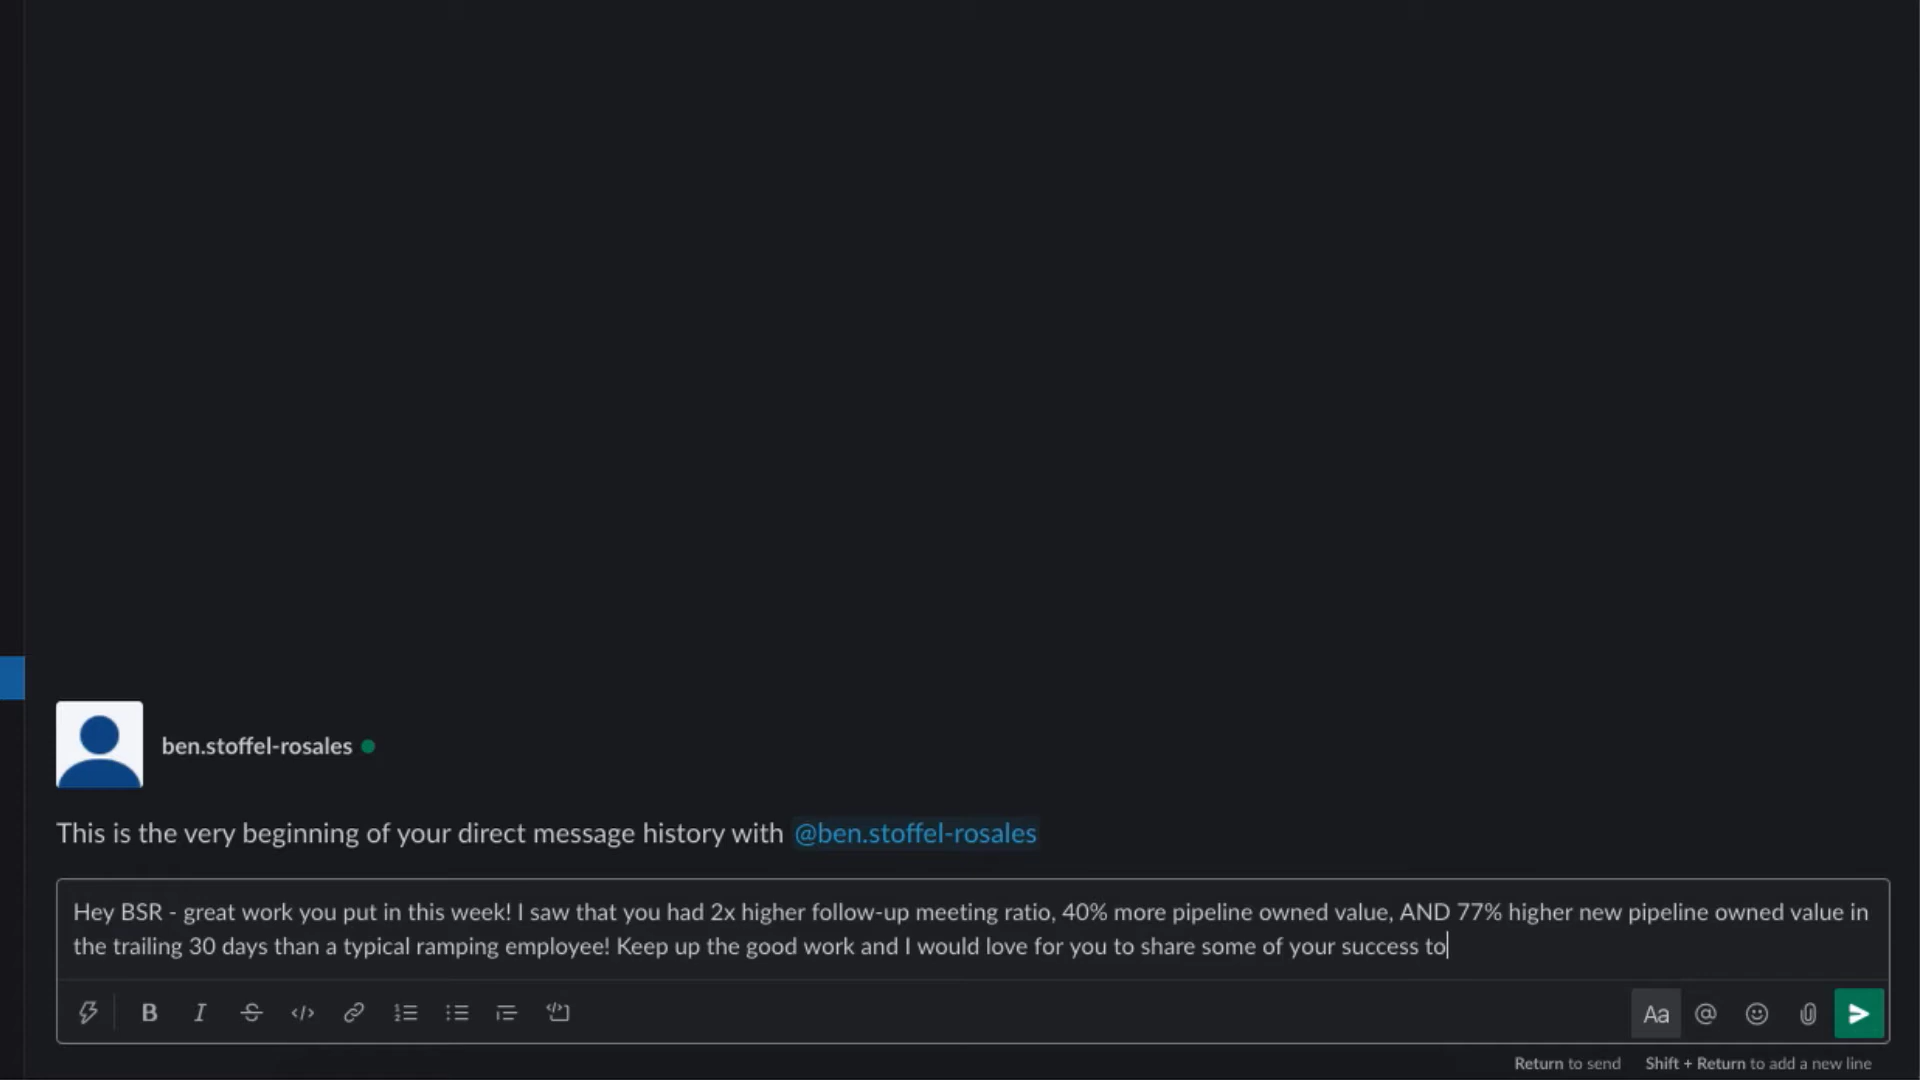 ben.stoffel-rosales
This is the very beginning of your direct message history with @ben.stoffel-rosales
Hey BSR - great work you put in this week! I saw that you had 2x higher follow-up meeting ratio, 40% more pipeline owned value, AND 77% higher new pipeline owned value in
the trailing 30 days than a typical ramping employee! Keep up the good work and I would love for you to share some of your success to
B I S </> Aa @
Return to send Shift + Return to add a new line